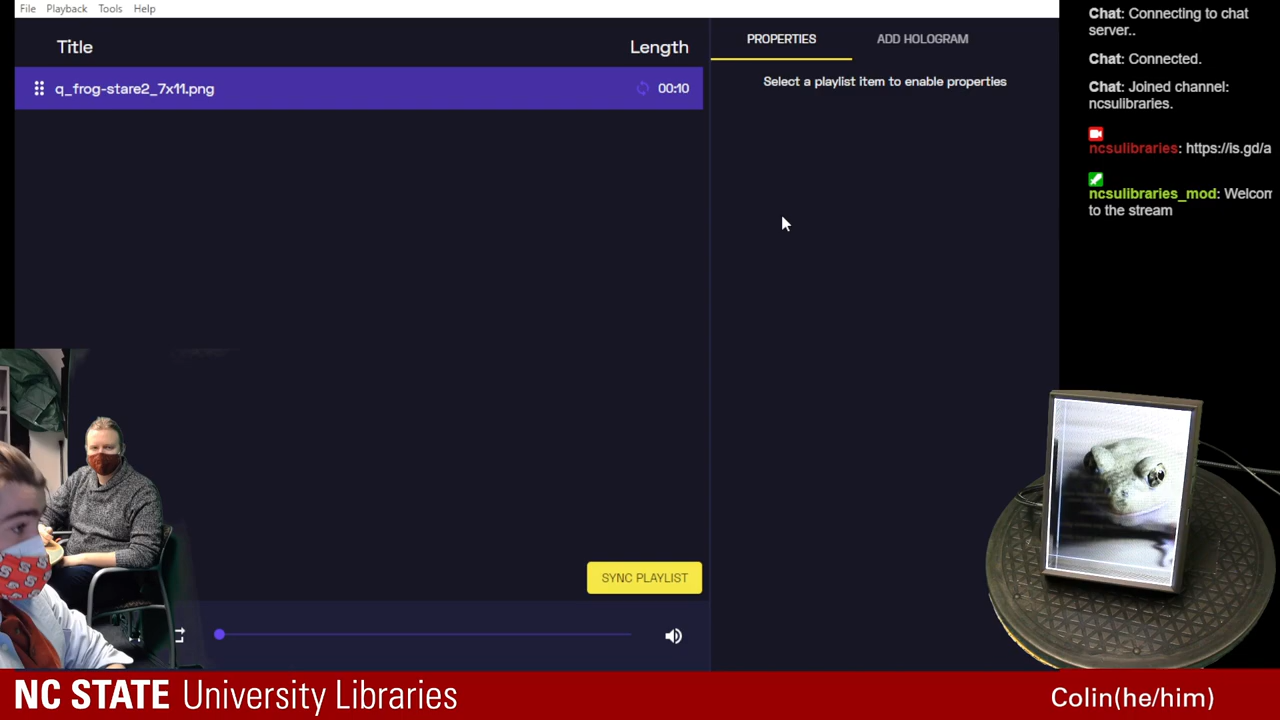 File Playback Tools Help
Title Length
q_frog-stare2_7x11.png 00:10
SYNC PLAYLIST
PROPERTIES ADD HOLOGRAM
Select a playlist item to enable properties
Chat: Connecting to chat
server..
Chat: Connected.
Chat: Joined channel:
ncsulibraries.
ncsulibraries: https://is.gd/a
ncsulibraries_mod: Welcom
to the stream
NC STATE University Libraries
Colin(he/him)